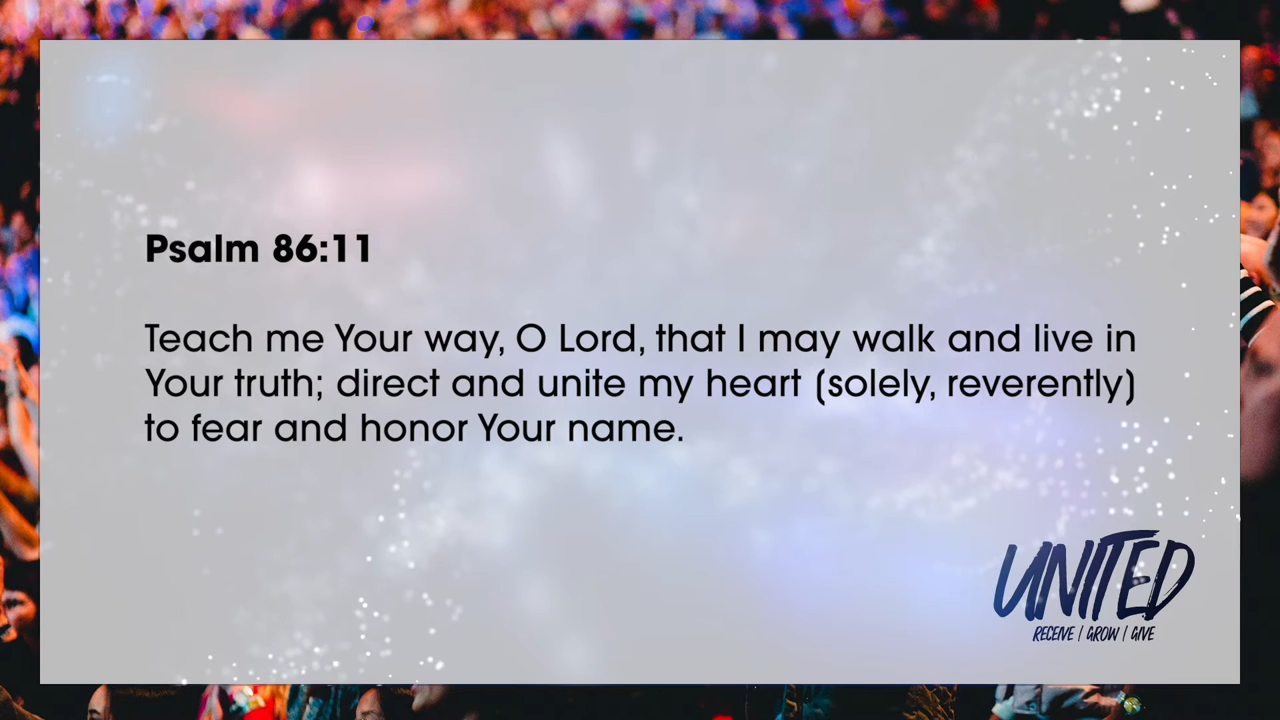 Psalm 86:11
Teach me Your way, O Lord, that I may walk and live in
Your truth; direct and unite my heart (solely, reverently)
to fear and honor Your name.
UNITED
RECEIVE / GROW / GIVE